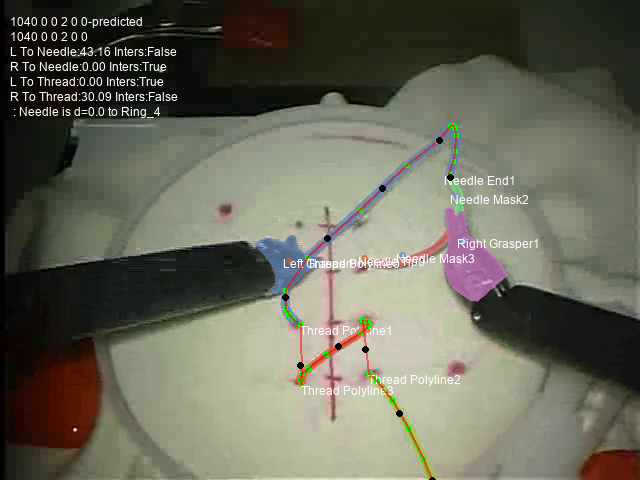 1040 0 0 2 0 0-predicted
1040 0 0 2 0 0
L To Needle:43.16 Inters:False
R To Needle:0.00 Inters:True
L To Thread:0.00 Inters:True
R To Thread:30.09 Inters:False
: Needle is d=0.0 to Ring_4
Needle End1
Needle Mask2
Right Grasper1
Left Grasper
Needle Mask3
Thread Polyline1
Thread Polyline2
Thread Polyline3